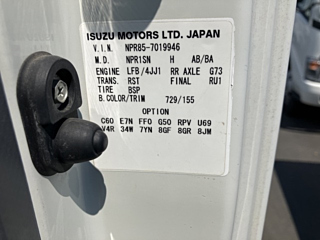 ISUZU MOTORS LTD. JAPAN
V.I.N. NPR85-7019946
M.D. NPR1SN H AB/BA
ENGINE LFB/4JJ1 RR AXLE G73
TRANS. RST FINAL RU1
TIRE BSP
B.COLOR/TRIM 729/155
OPTION
C60 E7N FF0 G50 RPV U69
V4R 34W 7YN 8GF 8GR 8JM